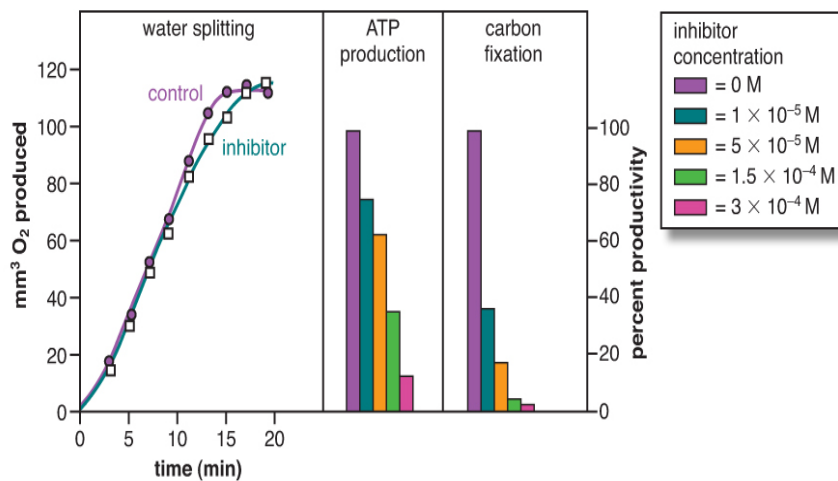 water splitting
ATP
production
carbon
fixation
inhibitor
concentration
= 0 M
= 1 × 10⁻⁵ M
= 5 × 10⁻⁵ M
= 1.5 × 10⁻⁴ M
= 3 × 10⁻⁴ M
control
inhibitor
mm³ O₂ produced
120
100
80
60
40
20
0
0 5 10 15 20
time (min)
100
80
60
40
20
0
percent productivity